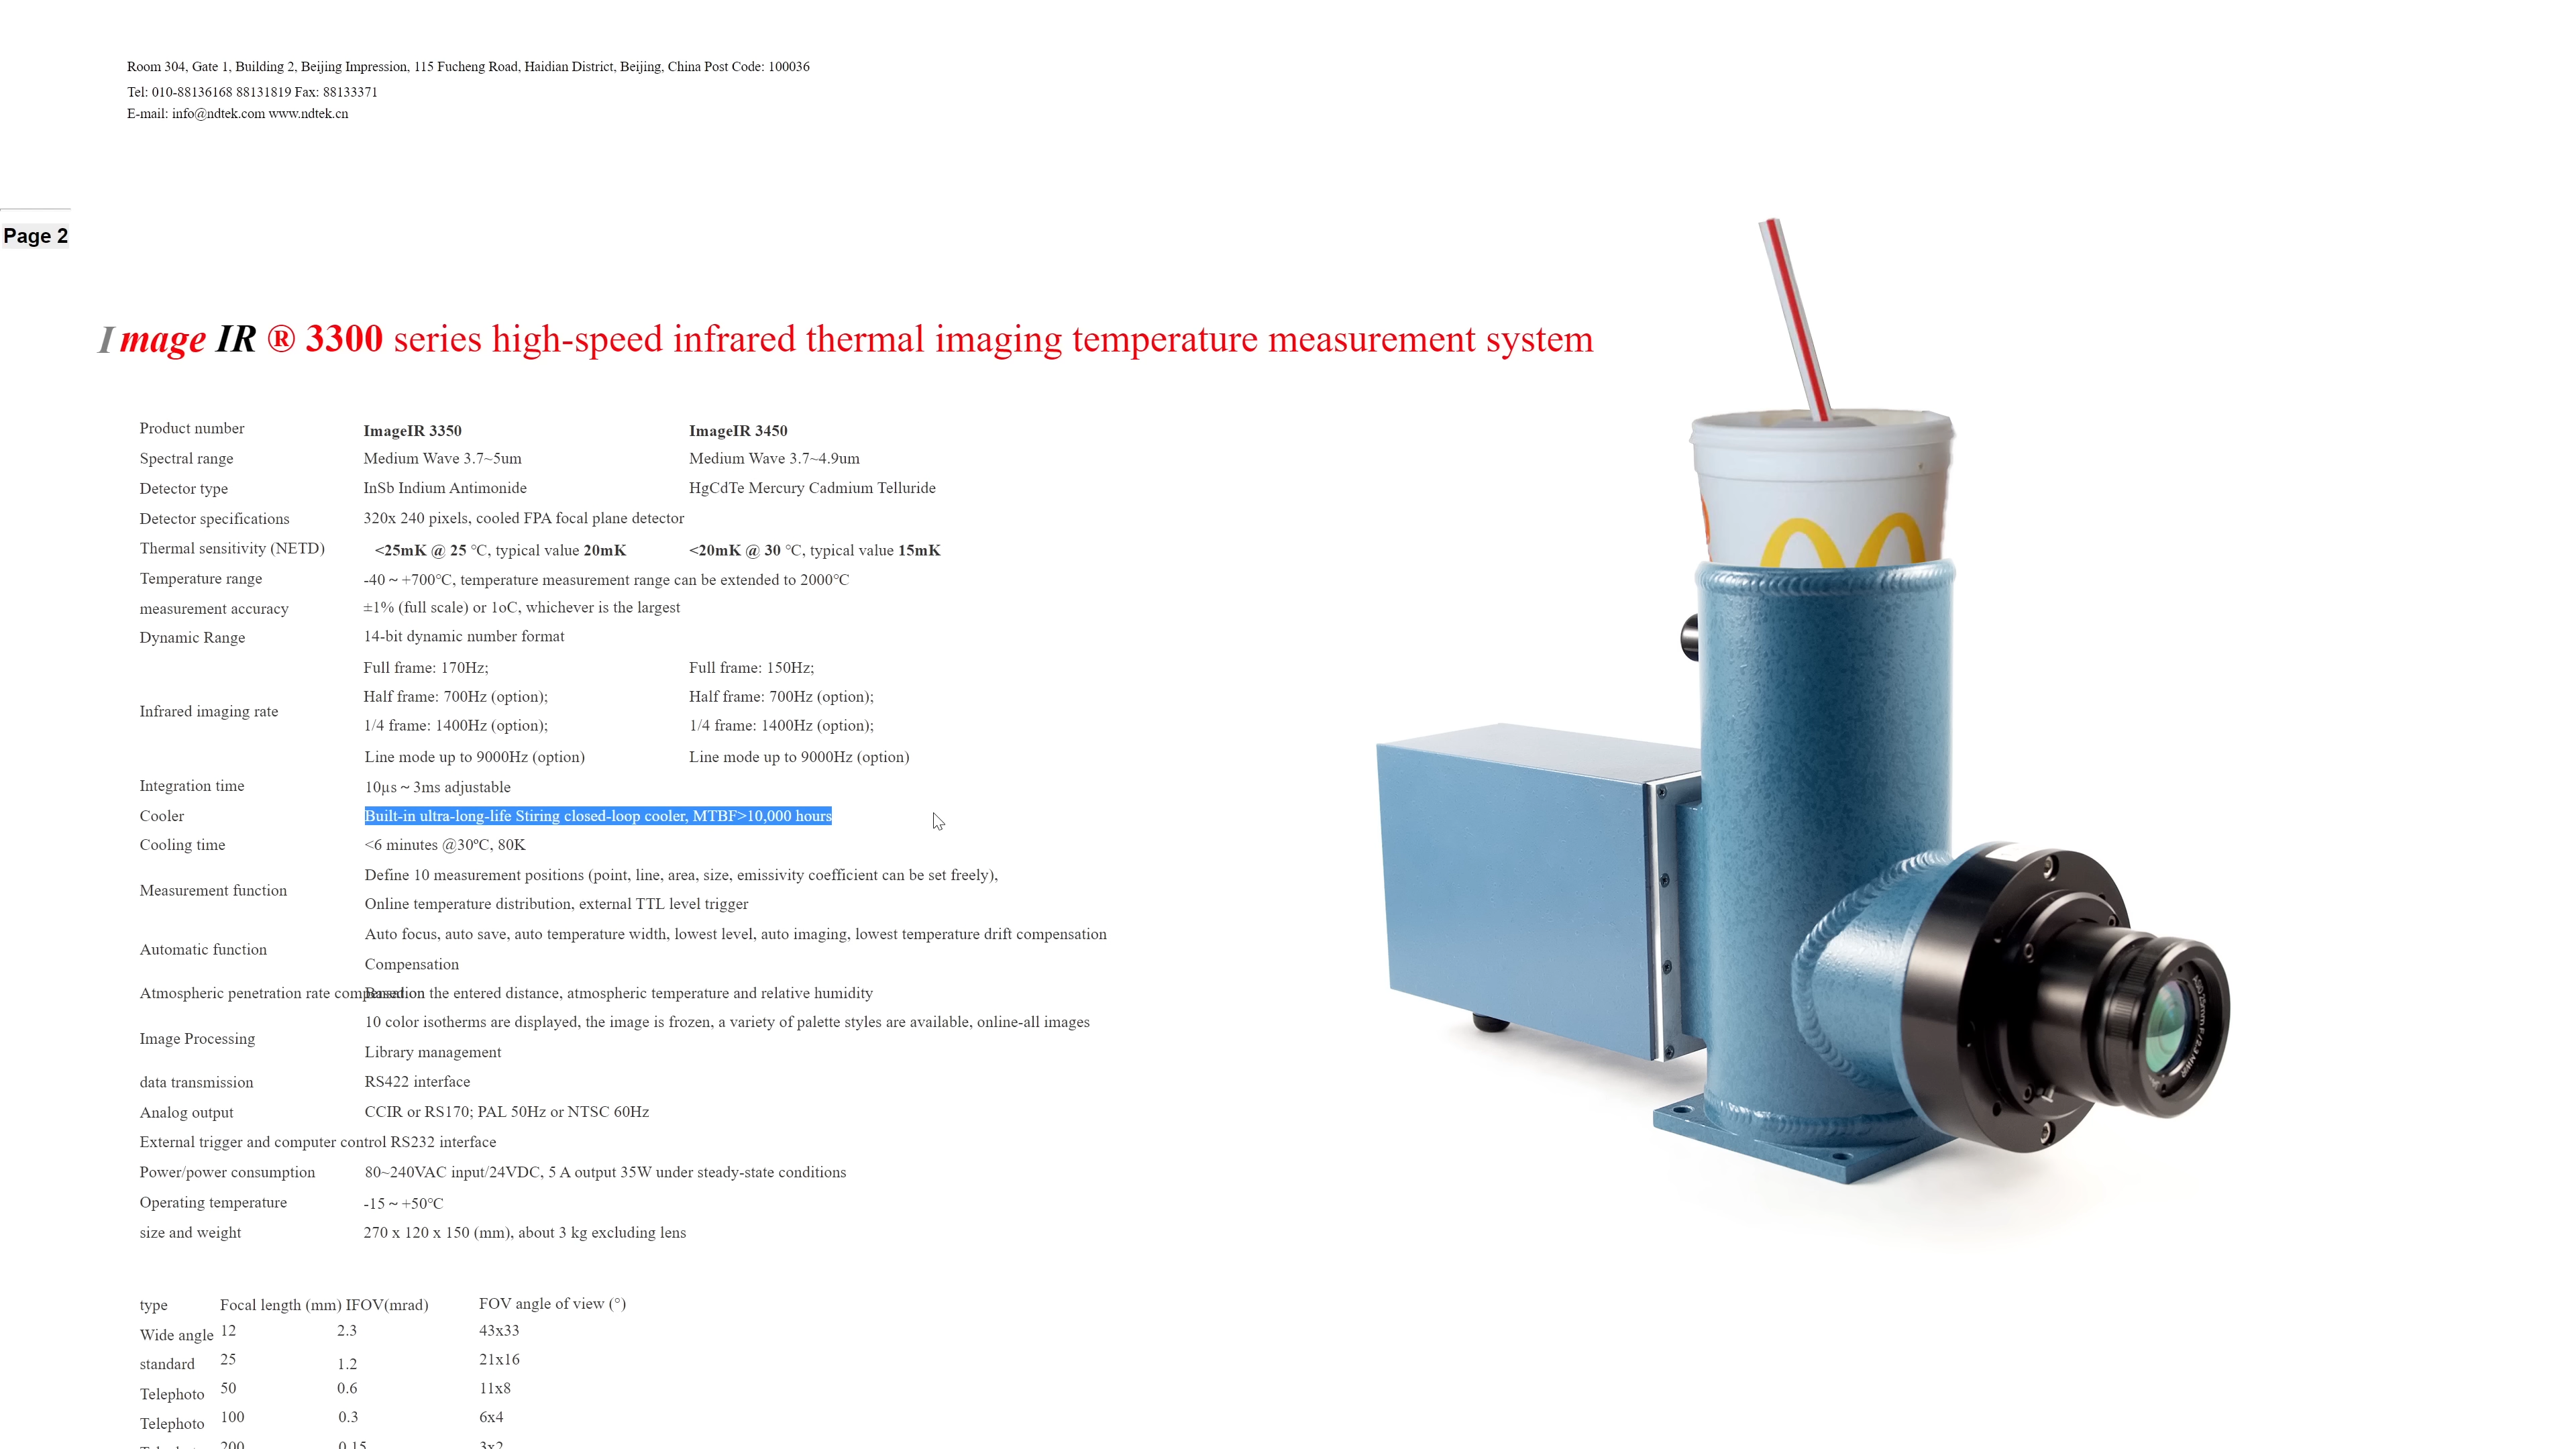 Room 304, Gate 1, Building 2, Beijing Impression, 115 Fucheng Road, Haidian District, Beijing, China Post Code: 100036
Tel: 010-88136168 88131819 Fax: 88133371
E-mail: info@ndtek.com www.ndtek.cn
Page 2
Image IR ® 3300 series high-speed infrared thermal imaging temperature measurement system
Product number ImageIR 3350 ImageIR 3450
Spectral range Medium Wave 3.7~5um Medium Wave 3.7~4.9um
Detector type InSb Indium Antimonide HgCdTe Mercury Cadmium Telluride
Detector specifications 320x 240 pixels, cooled FPA focal plane detector
Thermal sensitivity (NETD) <25mK @ 25 °C, typical value 20mK <20mK @ 30 °C, typical value 15mK
Temperature range -40 ~ +700°C, temperature measurement range can be extended to 2000°C
measurement accuracy ±1% (full scale) or 1oC, whichever is the largest
Dynamic Range 14-bit dynamic number format
Full frame: 170Hz; Full frame: 150Hz;
Half frame: 700Hz (option); Half frame: 700Hz (option);
Infrared imaging rate
1/4 frame: 1400Hz (option); 1/4 frame: 1400Hz (option);
Line mode up to 9000Hz (option) Line mode up to 9000Hz (option)
Integration time 10μs ~ 3ms adjustable
Cooler Built-in ultra-long-life Stiring closed-loop cooler, MTBF>10,000 hours
Cooling time <6 minutes @30°C, 80K
Define 10 measurement positions (point, line, area, size, emissivity coefficient can be set freely),
Measurement function
Online temperature distribution, external TTL level trigger
Auto focus, auto save, auto temperature width, lowest level, auto imaging, lowest temperature drift compensation
Automatic function
Compensation
Atmospheric penetration rate compensation Based on the entered distance, atmospheric temperature and relative humidity
10 color isotherms are displayed, the image is frozen, a variety of palette styles are available, online-all images
Image Processing
Library management
data transmission RS422 interface
Analog output CCIR or RS170; PAL 50Hz or NTSC 60Hz
External trigger and computer control RS232 interface
Power/power consumption 80~240VAC input/24VDC, 5 A output 35W under steady-state conditions
Operating temperature -15 ~ +50°C
size and weight 270 x 120 x 150 (mm), about 3 kg excluding lens
type Focal length (mm) IFOV(mrad) FOV angle of view (°)
Wide angle 12 2.3 43x33
standard 25 1.2 21x16
Telephoto 50 0.6 11x8
Telephoto 100 0.3 6x4
200 0.15 3x2